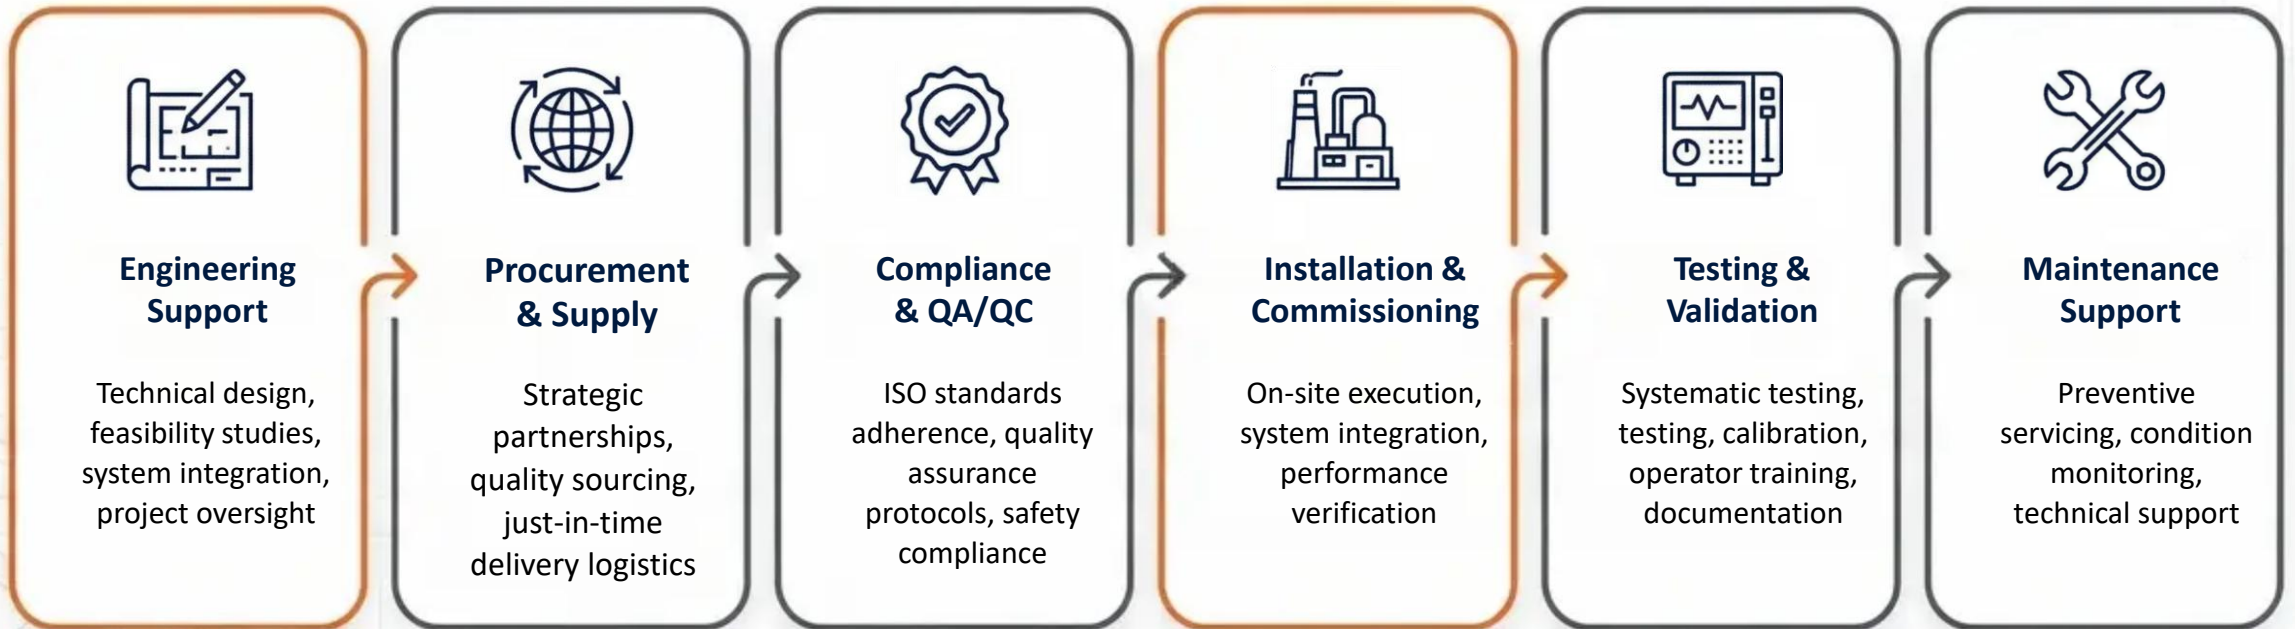 Engineering
Support
Technical design,
feasibility studies,
system integration,
project oversight
Procurement
& Supply
Strategic
partnerships,
quality sourcing,
just-in-time
delivery logistics
Compliance
& QA/QC
ISO standards
adherence, quality
assurance
protocols, safety
compliance
Installation &
Commissioning
On-site execution,
system integration,
performance
verification
Testing &
Validation
Systematic testing,
testing, calibration,
operator training,
documentation
Maintenance
Support
Preventive
servicing, condition
monitoring,
technical support